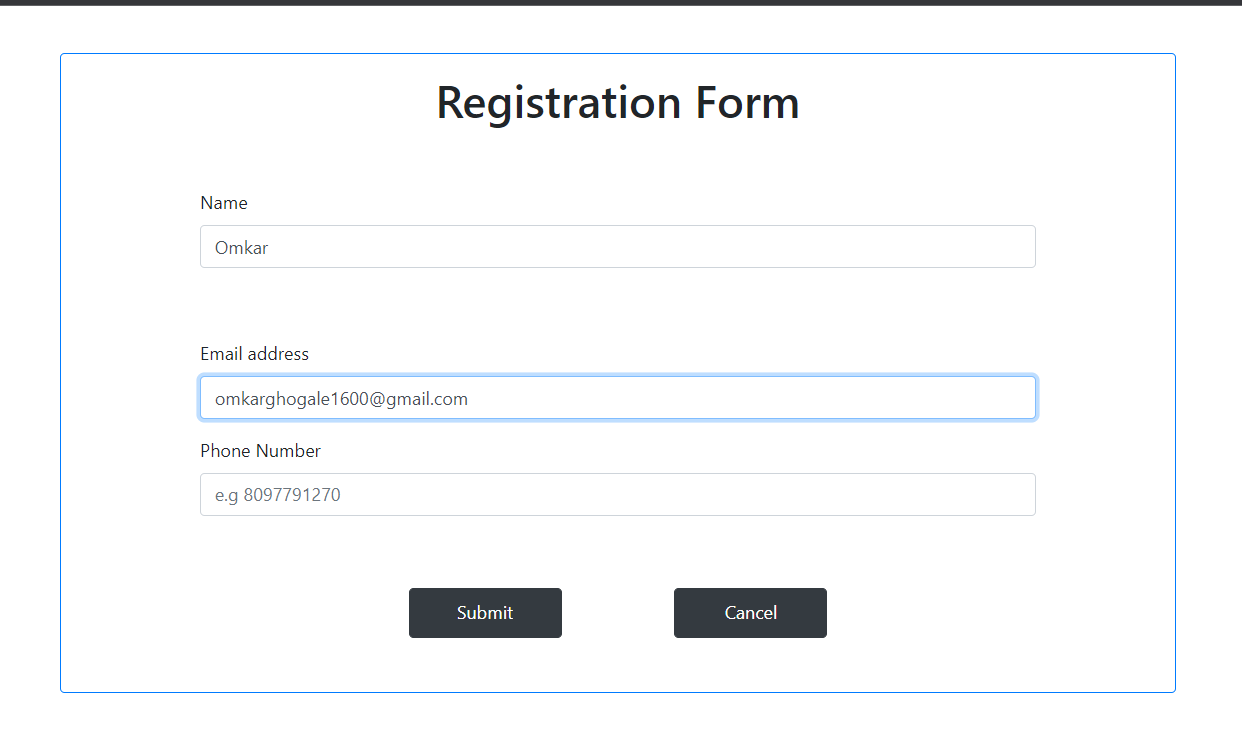 Registration Form
Name
Omkar
Email address
omkarghogale1600@gmail.com
Phone Number
e.g 8097791270
Submit Cancel